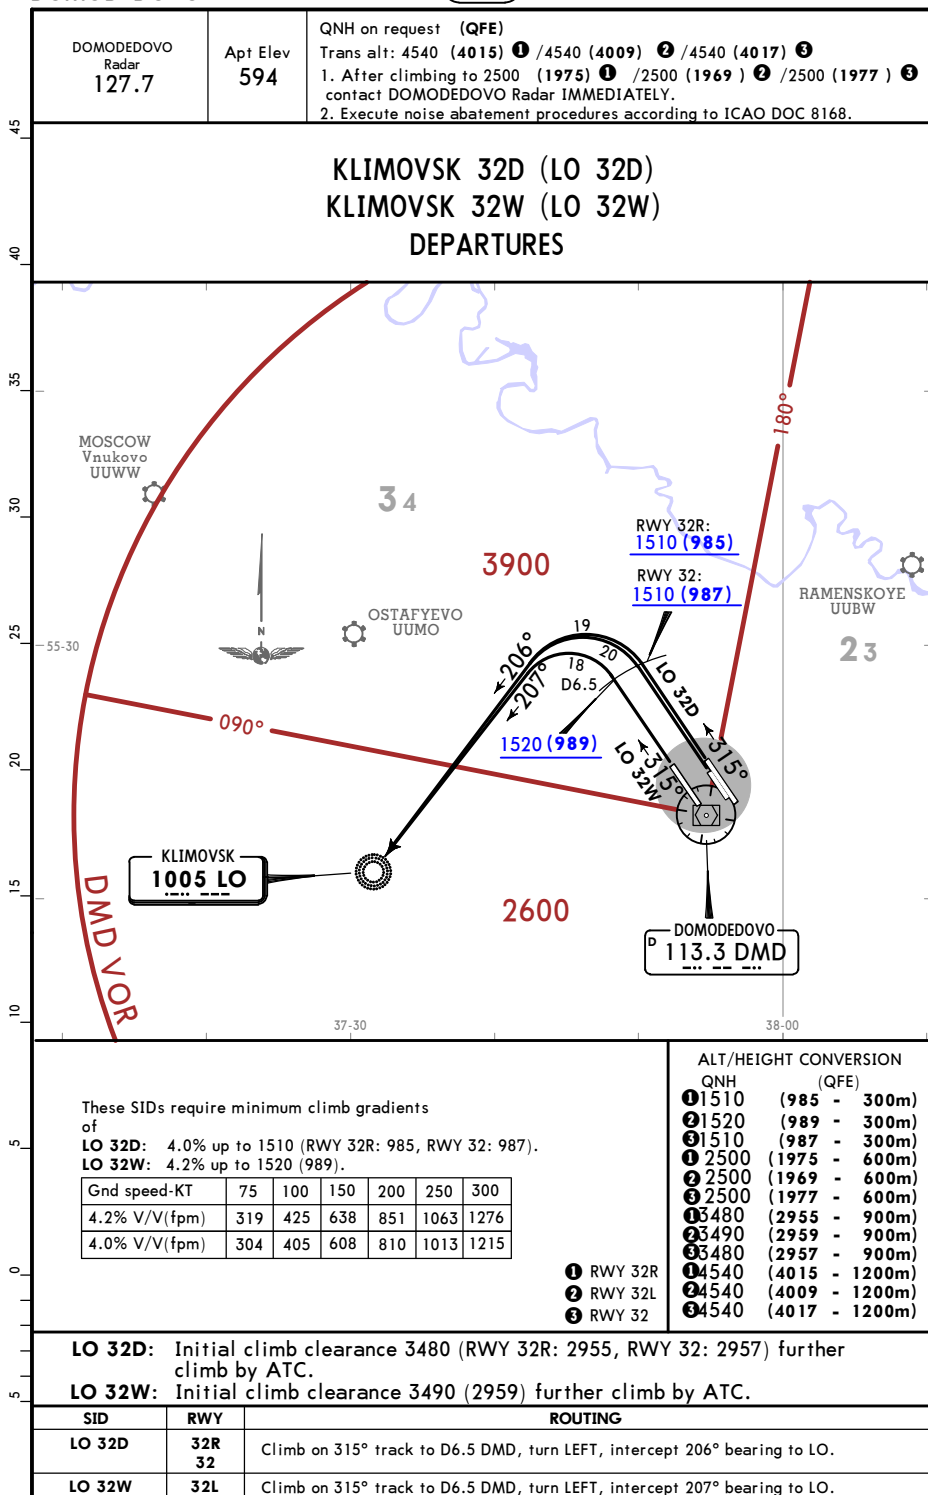 DOMODEDOVO
Radar
127.7
Apt Elev
594
QNH on request (QFE)
Trans alt: 4540 (4015) ❶ /4540 (4009) ❷ /4540 (4017) ❸
1. After climbing to 2500 (1975) ❶ /2500 (1969 ) ❷ /2500 (1977 ) ❸
contact DOMODEDOVO Radar IMMEDIATELY.
2. Execute noise abatement procedures according to ICAO DOC 8168.
KLIMOVSK 32D (LO 32D)
KLIMOVSK 32W (LO 32W)
DEPARTURES
45
40
35
30
25
20
15
10
5
0
5
180°
MOSCOW
Vnukovo
UUWW
34
RWY 32R:
1510 (985)
3900
RWY 32:
1510 (987)
RAMENSKOYE
UUBW
OSTAFYEVO
UUMO
N
55-30
23
19
20
18
D6.5
206°
207°
LO 32D
315°
LO 32W
315°
090°
1520 (989)
KLIMOVSK
1005 LO
2600
DOMODEDOVO
D 113.3 DMD
DMD VOR
37-30
38-00
These SIDs require minimum climb gradients
of
LO 32D: 4.0% up to 1510 (RWY 32R: 985, RWY 32: 987).
LO 32W: 4.2% up to 1520 (989).
Gnd speed-KT 75 100 150 200 250 300
4.2% V/V(fpm) 319 425 638 851 1063 1276
4.0% V/V(fpm) 304 405 608 810 1013 1215
❶ RWY 32R
❷ RWY 32L
❸ RWY 32
ALT/HEIGHT CONVERSION
QNH (QFE)
❶1510 (985 - 300m)
❷1520 (989 - 300m)
❸1510 (987 - 300m)
❶ 2500 (1975 - 600m)
❷ 2500 (1969 - 600m)
❸ 2500 (1977 - 600m)
❶3480 (2955 - 900m)
❷3490 (2959 - 900m)
❸3480 (2957 - 900m)
❶4540 (4015 - 1200m)
❷4540 (4009 - 1200m)
❸4540 (4017 - 1200m)
LO 32D: Initial climb clearance 3480 (RWY 32R: 2955, RWY 32: 2957) further
climb by ATC.
LO 32W: Initial climb clearance 3490 (2959) further climb by ATC.
SID RWY ROUTING
LO 32D 32R
32
Climb on 315° track to D6.5 DMD, turn LEFT, intercept 206° bearing to LO.
LO 32W 32L Climb on 315° track to D6.5 DMD, turn LEFT, intercept 207° bearing to LO.